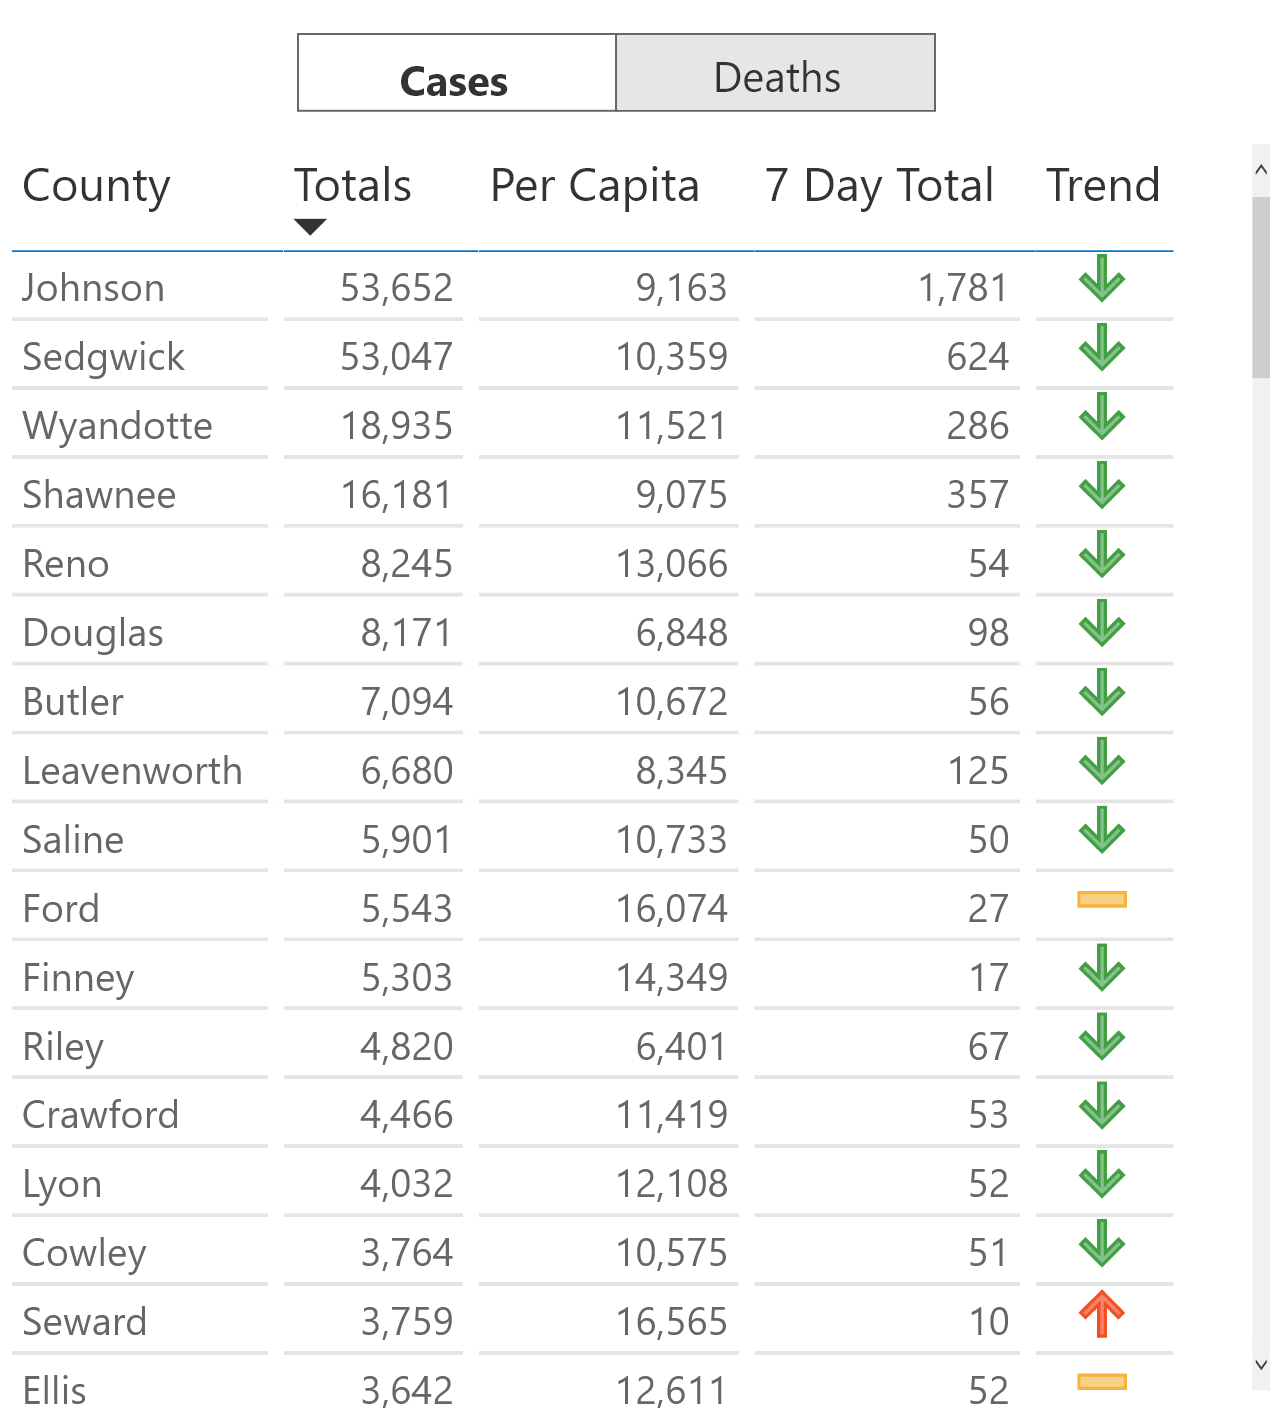 Cases Deaths
County Totals Per Capita 7 Day Total Trend
Johnson 53,652 9,163 1,781
Sedgwick 53,047 10,359 624
Wyandotte 18,935 11,521 286
Shawnee 16,181 9,075 357
Reno 8,245 13,066 54
Douglas 8,171 6,848 98
Butler 7,094 10,672 56
Leavenworth 6,680 8,345 125
Saline 5,901 10,733 50
Ford 5,543 16,074 27
Finney 5,303 14,349 17
Riley 4,820 6,401 67
Crawford 4,466 11,419 53
Lyon 4,032 12,108 52
Cowley 3,764 10,575 51
Seward 3,759 16,565 10
Ellis 3,642 12,611 52